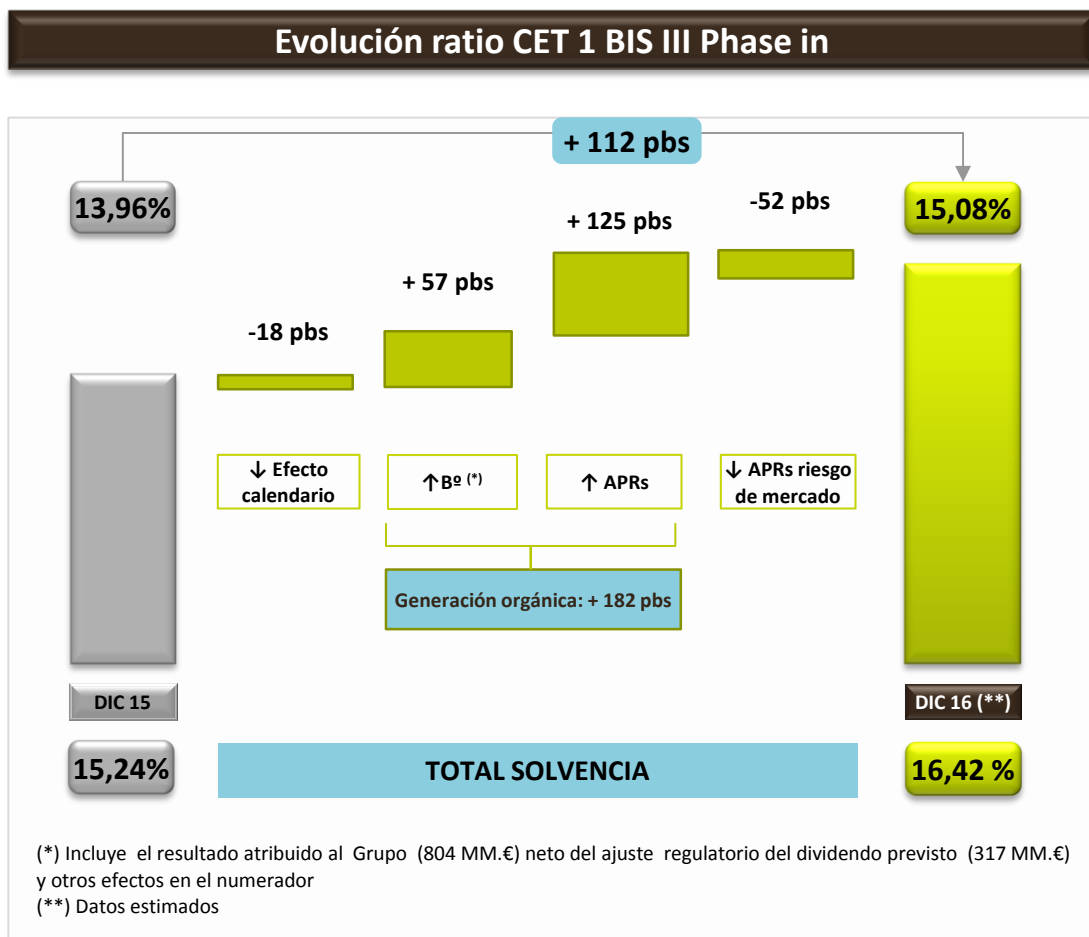 Evolución ratio CET 1 BIS III Phase in
+ 112 pbs
13,96%
15,08%
-18 pbs
+ 57 pbs
+ 125 pbs
-52 pbs
↓ Efecto
calendario
↑Bº (*)
↑ APRs
↓ APRs riesgo
de mercado
Generación orgánica: + 182 pbs
DIC 15
DIC 16 (**)
15,24%
TOTAL SOLVENCIA
16,42 %
(*) Incluye el resultado atribuido al Grupo (804 MM.€) neto del ajuste regulatorio del dividendo previsto (317 MM.€)
y otros efectos en el numerador
(**) Datos estimados